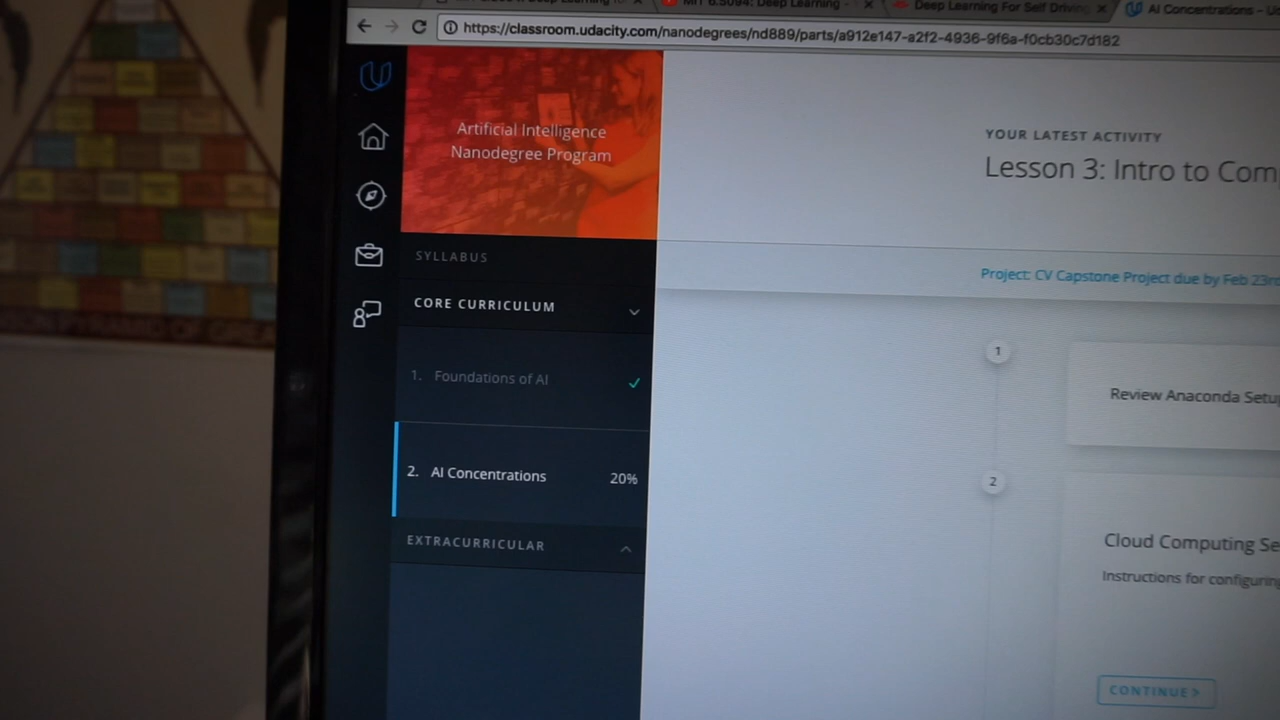 MIT 6.S094: Deep Learning -
Deep Learning For Self Driving
AI Concentrations - Ud
https://classroom.udacity.com/nanodegrees/nd889/parts/a912e147-a2f2-4936-9f6a-f0cb30c7d182
Artificial Intelligence
Nanodegree Program
SYLLABUS
CORE CURRICULUM
1. Foundations of AI
2. AI Concentrations 20%
EXTRACURRICULAR
YOUR LATEST ACTIVITY
Lesson 3: Intro to Com
Project: CV Capstone Project due by Feb 23r
1
Review Anaconda Setu
2
Cloud Computing Se
Instructions for configurin
CONTINUE >